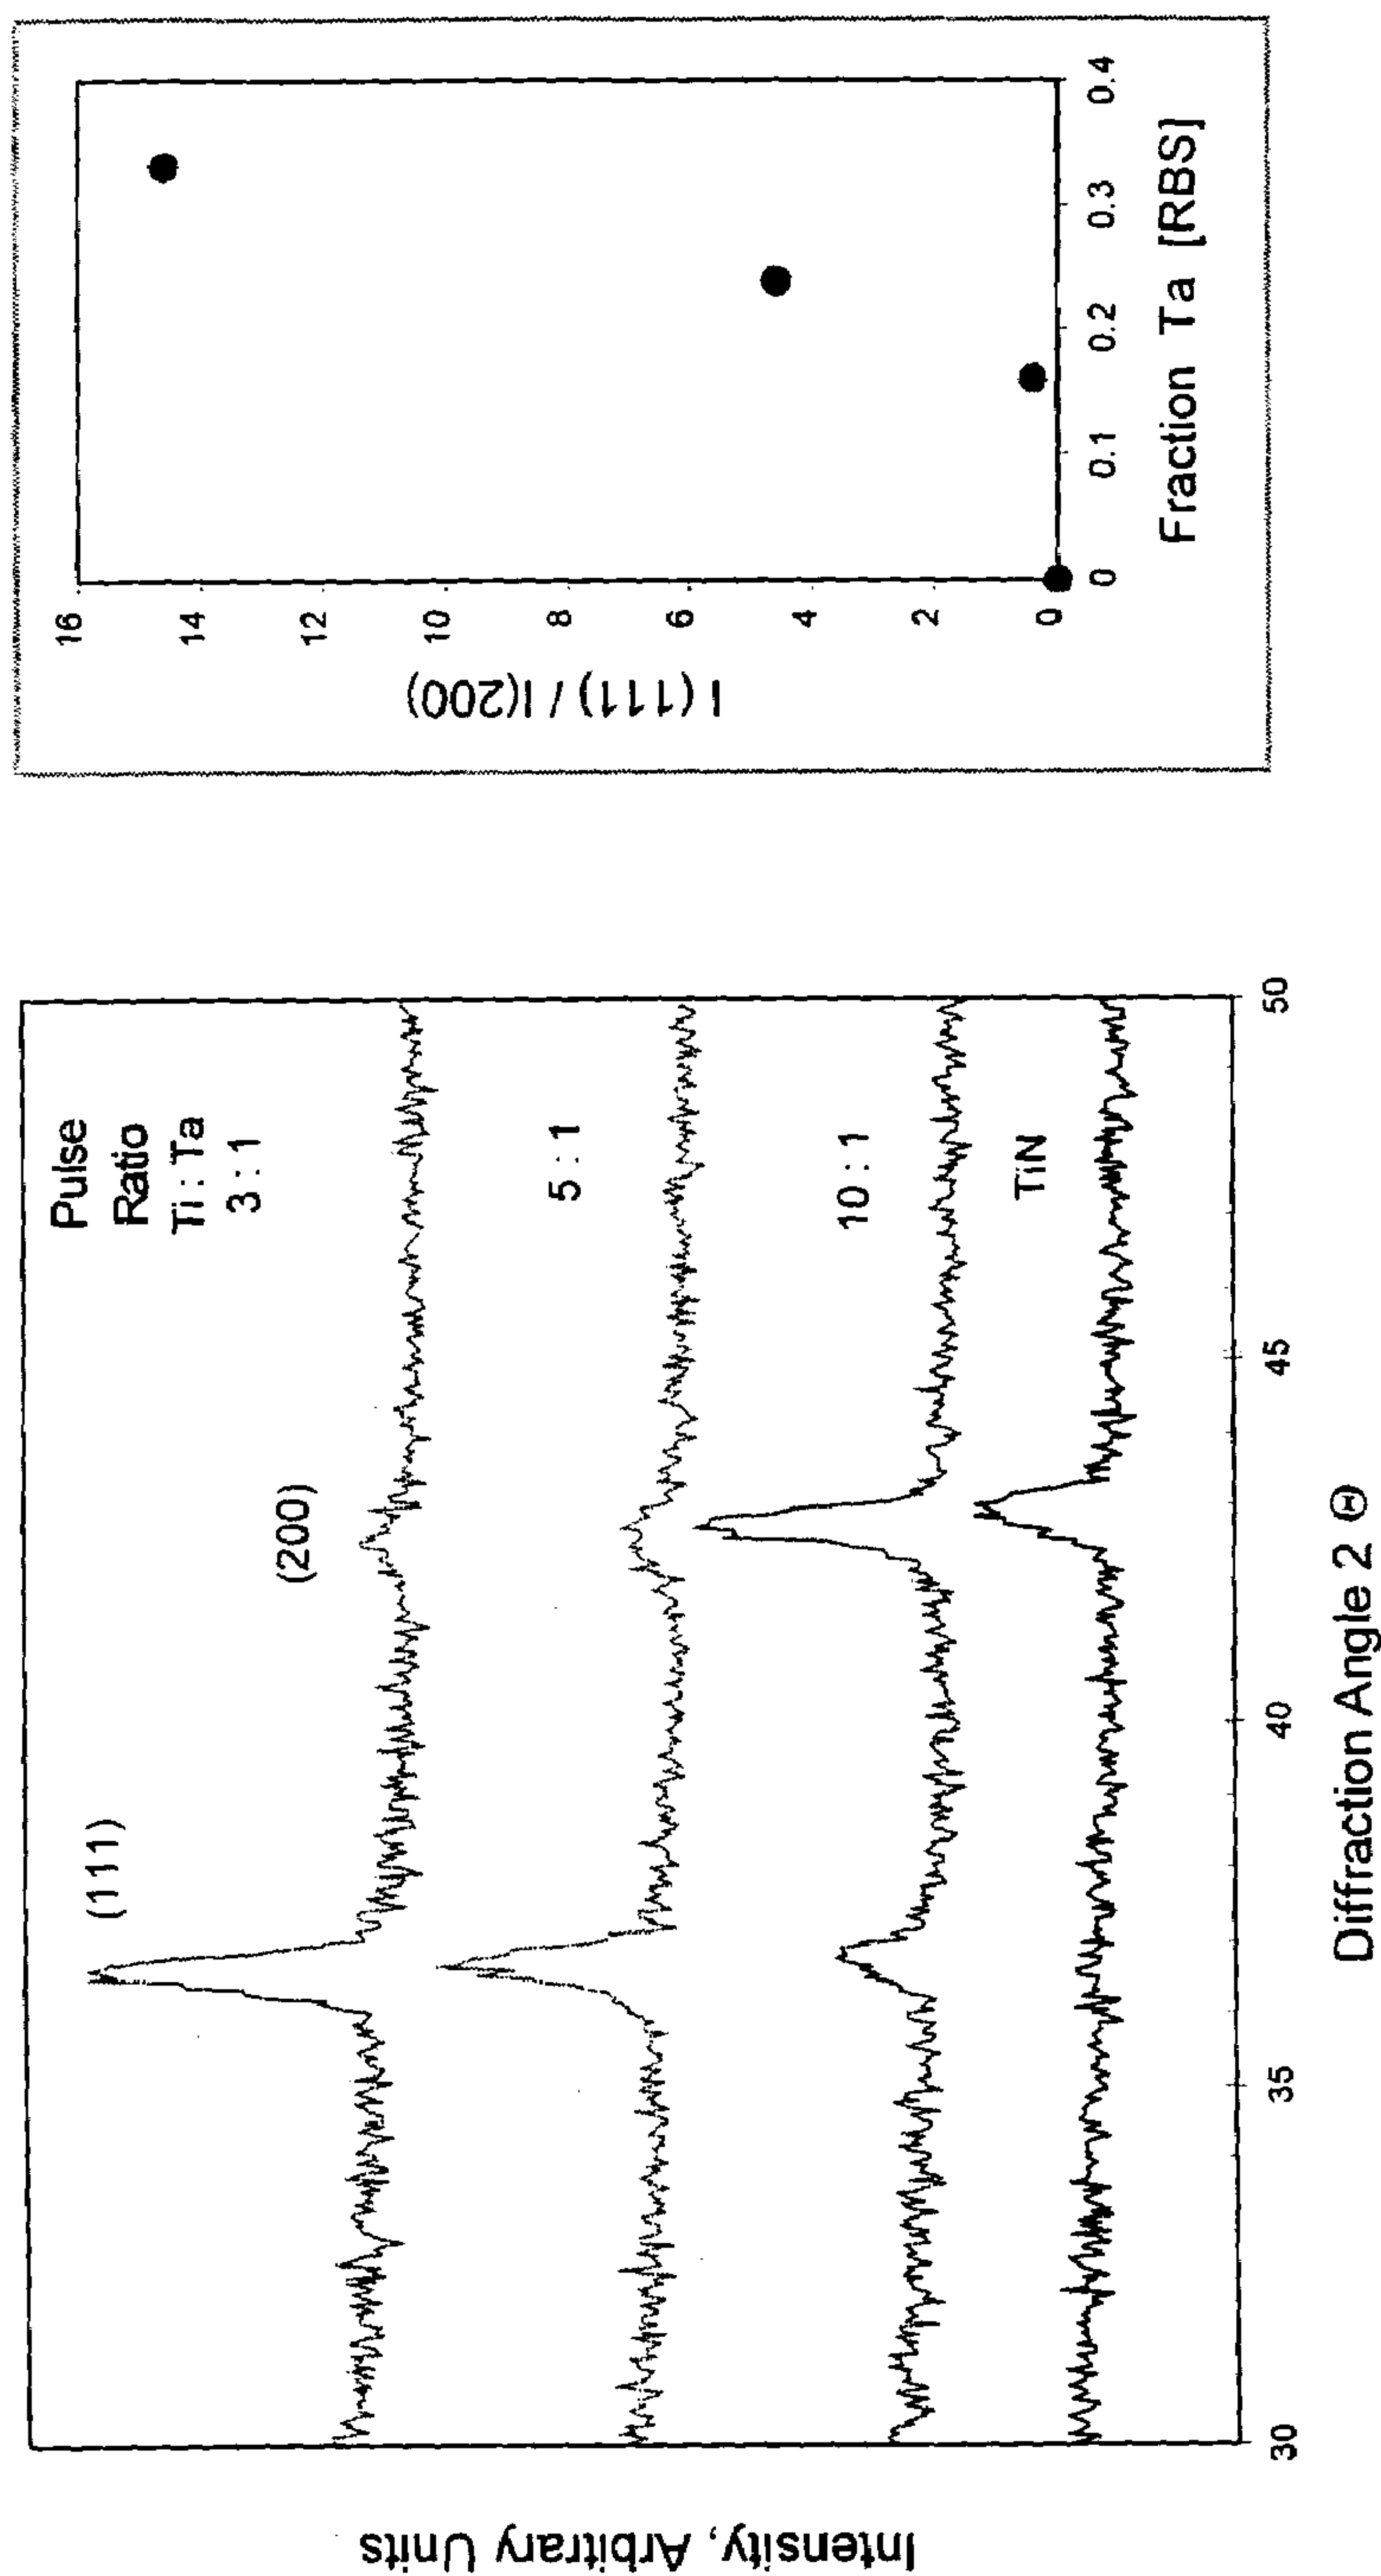 Intensity, Arbitrary Units
Pulse
Ratio
Ti : Ta
3 : 1
(111)
(200)
5 : 1
10 : 1
TiN
30
35
40
45
50
Diffraction Angle 2 Θ
I (111) / I(200)
16
14
12
10
8
6
4
2
0
0
0.1
0.2
0.3
0.4
Fraction Ta [RBS]